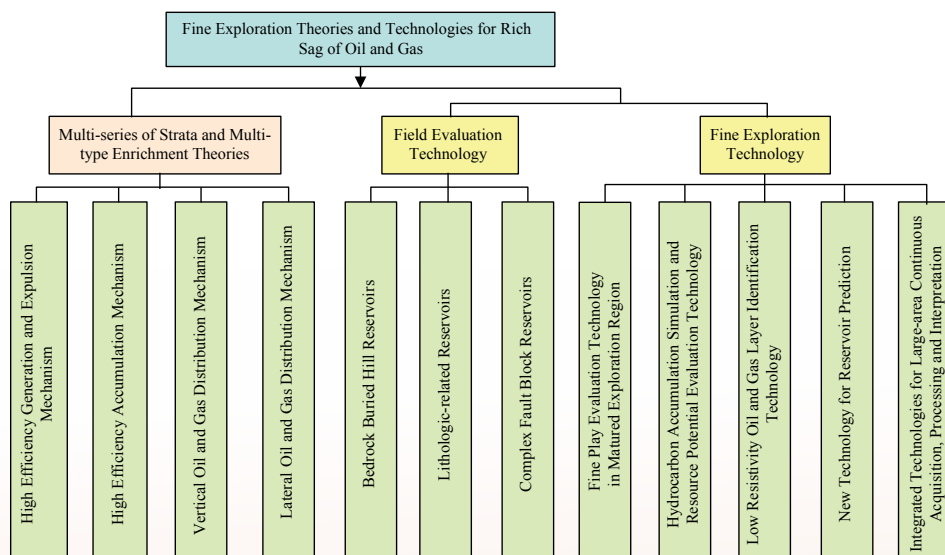 Fine Exploration Theories and Technologies for Rich
Sag of Oil and Gas
Multi-series of Strata and Multi-
type Enrichment Theories
Field Evaluation
Technology
Fine Exploration
Technology
High Efficiency Generation and Expulsion
Mechanism
High Efficiency Accumulation Mechanism
Vertical Oil and Gas Distribution Mechanism
Lateral Oil and Gas Distribution Mechanism
Bedrock Buried Hill Reservoirs
Lithologic-related Reservoirs
Complex Fault Block Reservoirs
Fine Play Evaluation Technology
in Matured Exploration Region
Hydrocarbon Accumulation Simulation and
Resource Potential Evaluation Technology
Low Resistivity Oil and Gas Layer Identification
Technology
New Technology for Reservoir Prediction
Integrated Technologies for Large-area Continuous
Acquisition, Processing and Interpretation